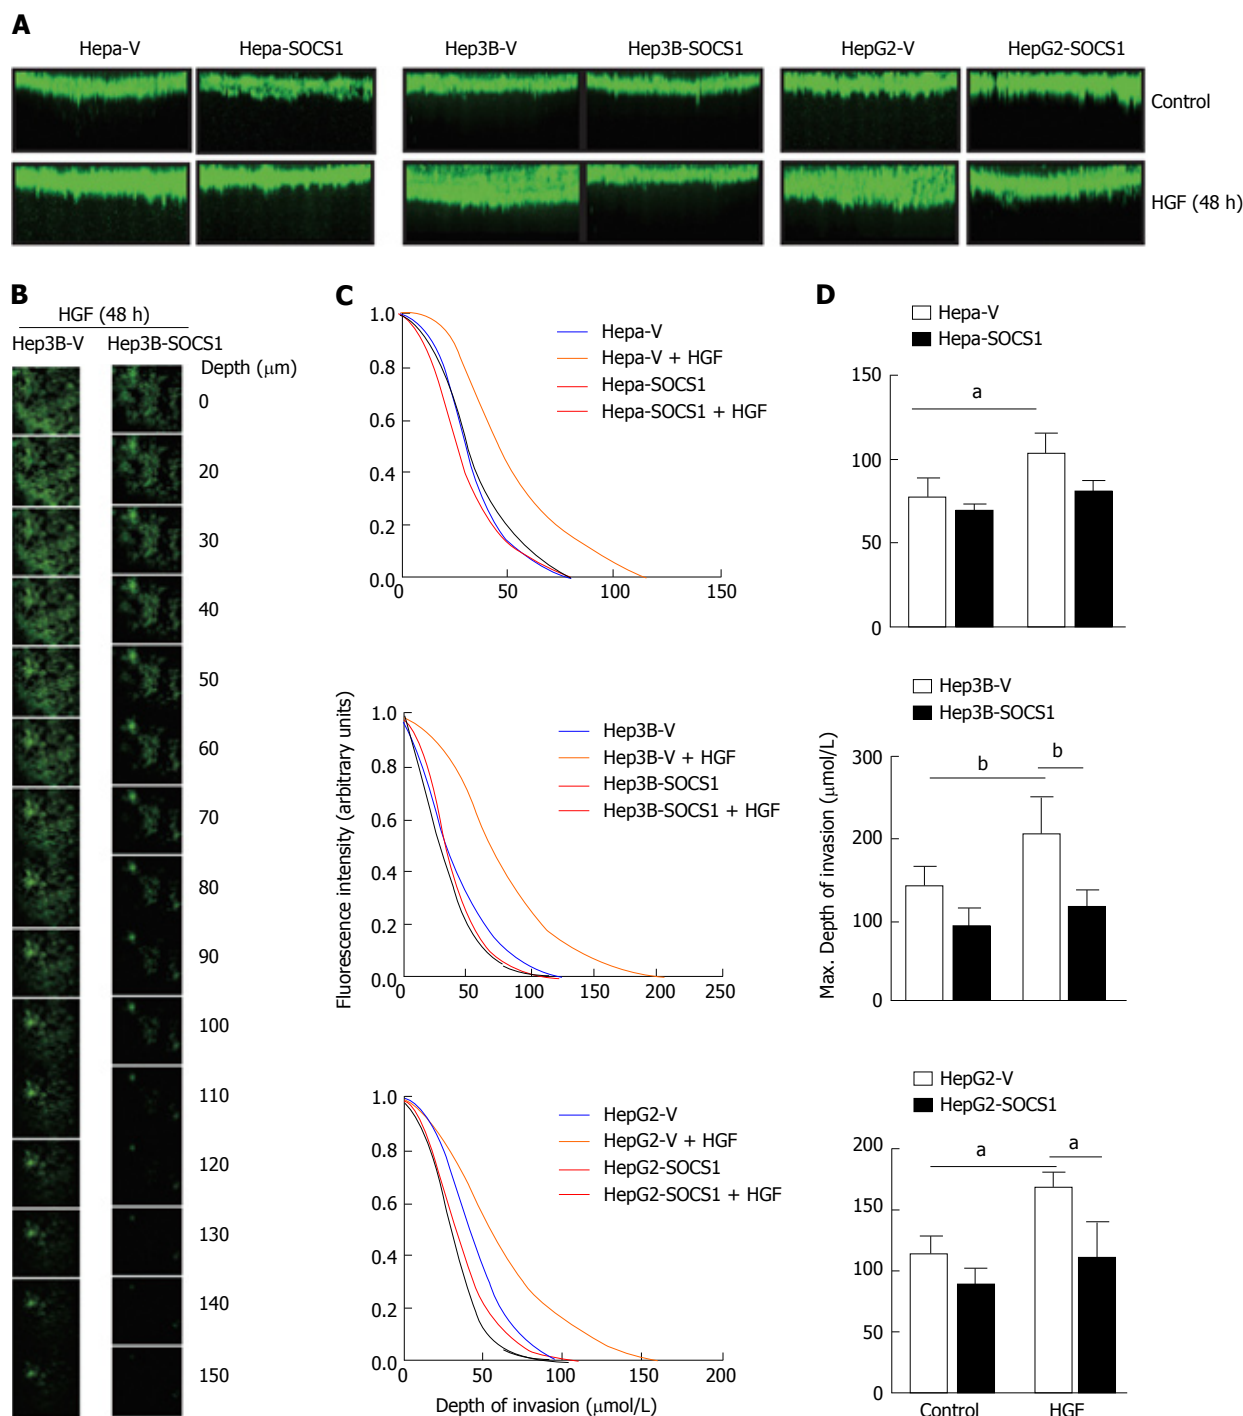 A
Hepa-V
Hepa-SOCS1
Hep3B-V
Hep3B-SOCS1
HepG2-V
HepG2-SOCS1
Control
HGF (48 h)
B
HGF (48 h)
Hep3B-V
Hep3B-SOCS1
Depth (μm)
0
20
30
40
50
60
70
80
90
100
110
120
130
140
150
C
Fluorescence intensity (arbitrary units)
1.0
0.8
0.6
0.4
0.2
0.0
0
50
100
150
Hepa-V
Hepa-V + HGF
Hepa-SOCS1
Hepa-SOCS1 + HGF
1.0
0.8
0.6
0.4
0.2
0.0
0
50
100
150
200
250
Hep3B-V
Hep3B-V + HGF
Hep3B-SOCS1
Hep3B-SOCS1 + HGF
1.0
0.8
0.6
0.4
0.2
0.0
0
50
100
150
200
HepG2-V
HepG2-V + HGF
HepG2-SOCS1
HepG2-SOCS1 + HGF
Depth of invasion (μmol/L)
D
Max. Depth of invasion (μmol/L)
Hepa-V
Hepa-SOCS1
150
100
50
0
a
Hep3B-V
Hep3B-SOCS1
300
200
100
0
b
b
HepG2-V
HepG2-SOCS1
200
150
100
50
0
a
a
Control
HGF